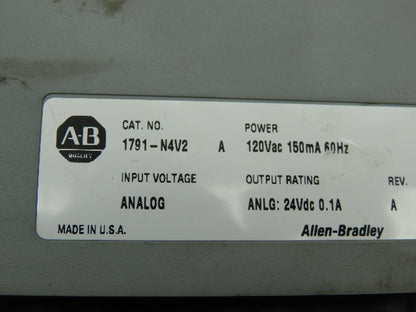 A-B
QUALITY
CAT. NO.
1791-N4V2 A
POWER
120Vac 150mA 60Hz
INPUT VOLTAGE
ANALOG
OUTPUT RATING
ANLG: 24Vdc 0.1A
REV.
A
MADE IN U.S.A.
Allen-Bradley